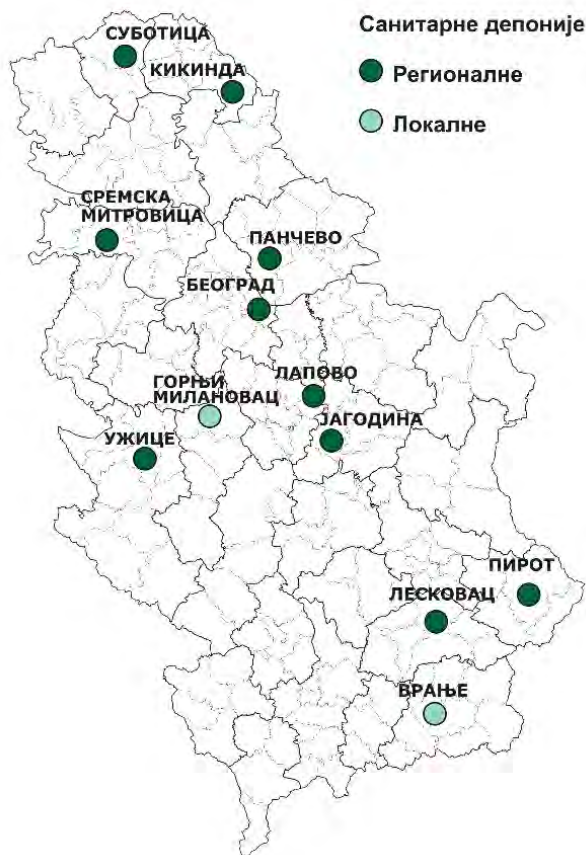 СУБОТИЦА
Санитарне депоније
КИКИНДА
Регионалне
Локалне
СРЕМСКА
МИТРОВИЦА
ПАНЧЕВО
БЕОГРАД
ЛАПОВО
ГОРЊИ
МИЛАНОВАЦ
ЈАГОДИНА
УЖИЦЕ
ПИРОТ
ЛЕСКОВАЦ
ВРАЊЕ